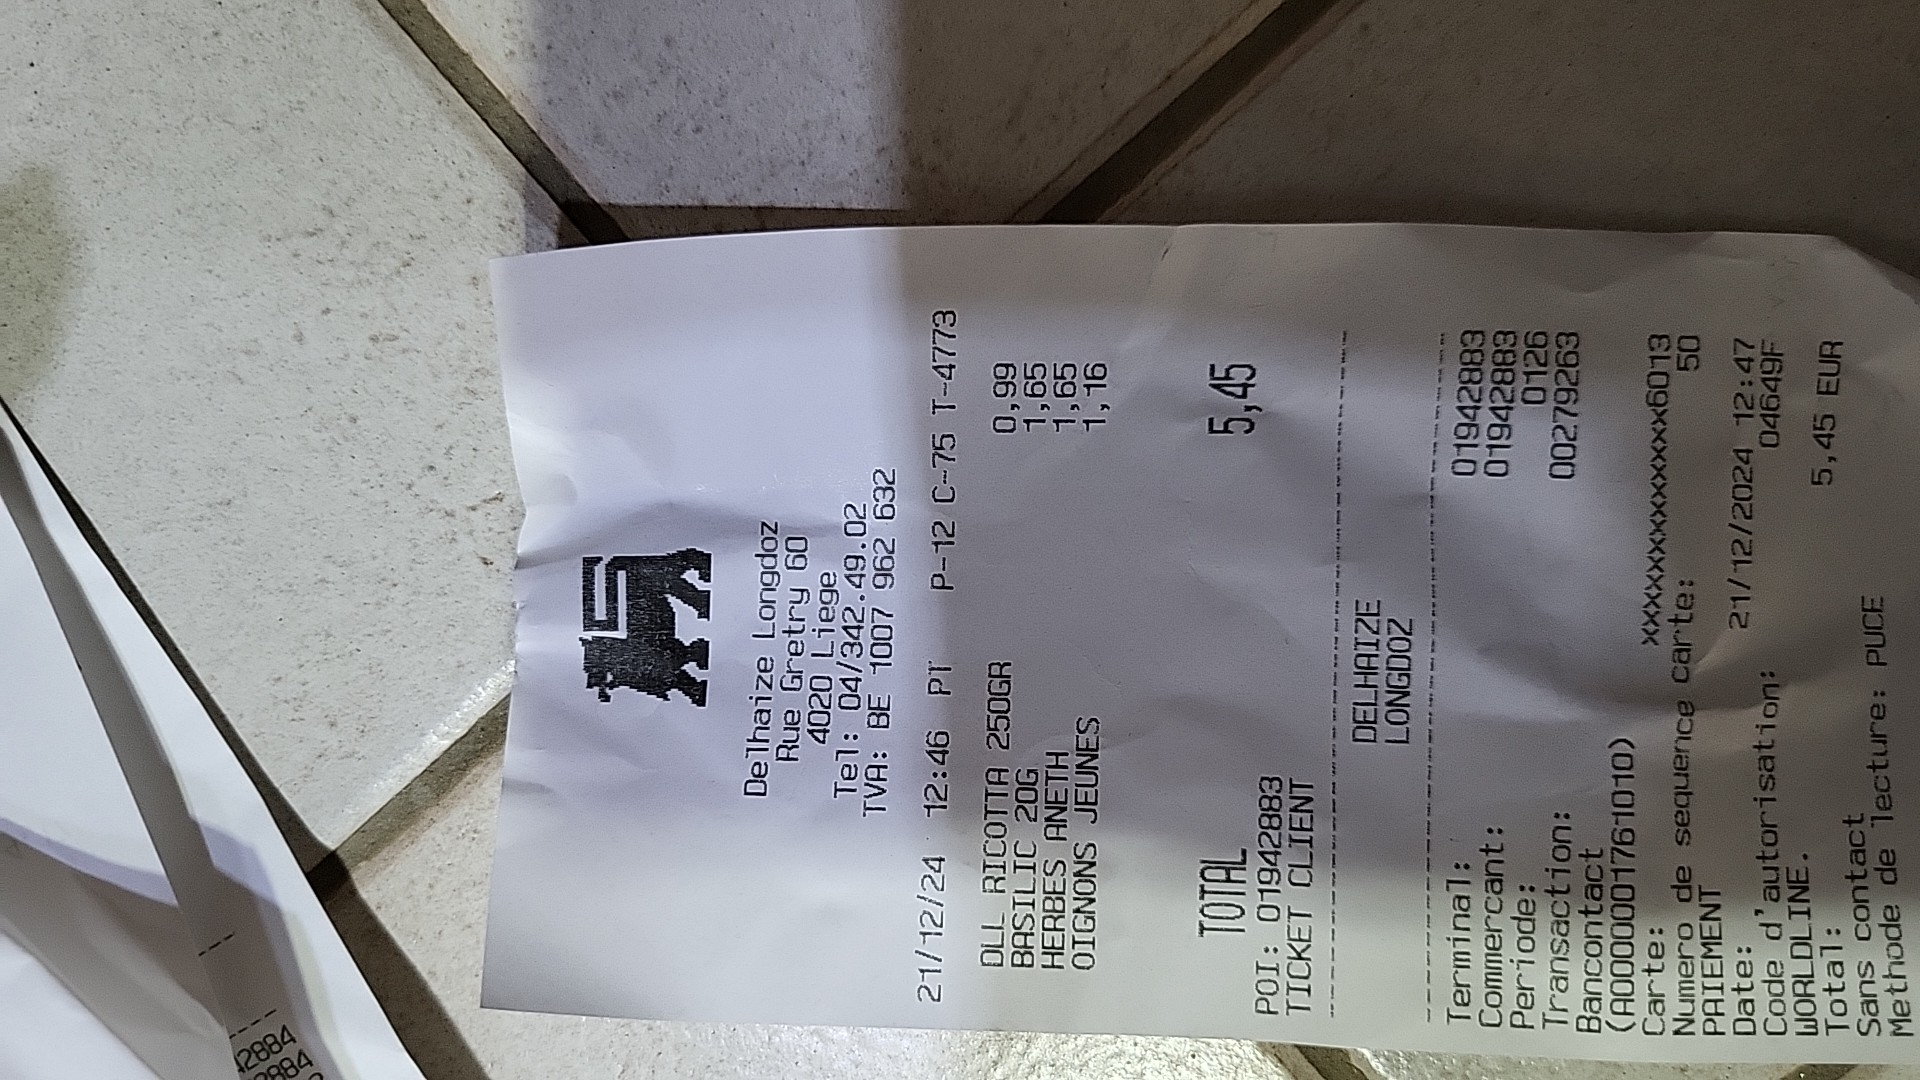 Delhaize Longdoz
Rue Gretry 60
4020 Liege
Tel: 04/342.49.02
TVA: BE 1007 962 632
21/12/24 12:46 PT P-12 C-75 T-4773
DLL RICOTTA 250GR 0,99
BASILIC 20G 1,65
HERBES ANETH 1,65
OIGNONS JEUNES 1,16
TOTAL 5,45
POI: 01942883
TICKET CLIENT
DELHAIZE
LONGDOZ
Terminal: 01942883
Commercant: 01942883
Periode: 0126
Transaction: 00279263
Bancontact
(A0000001761010)
Carte: xxxxxxxxxxxxxxx6013
Numero de sequence carte: 50
PAIEMENT
Date: 21/12/2024 12:47
Code d'autorisation: 04649F
WORLDLINE.
Total: 5,45 EUR
Sans contact
Methode de lecture: PUCE